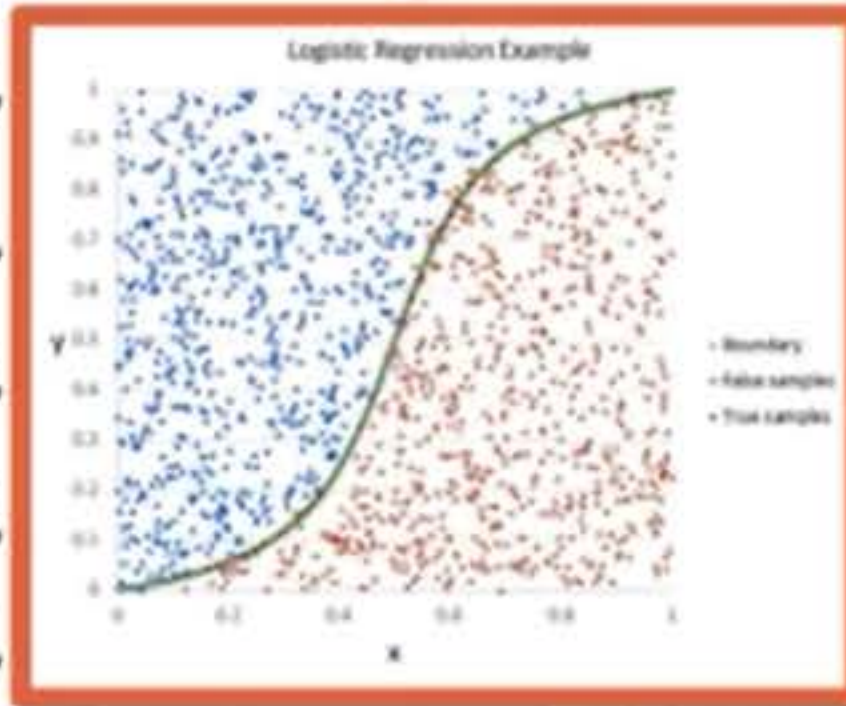 Logistic Regression Example
1
0.9
0.8
0.7
0.6
0.5
0.4
0.3
0.2
0.1
0
Y
0
0.2
0.4
0.6
0.8
1
X
Boundary
False samples
True samples